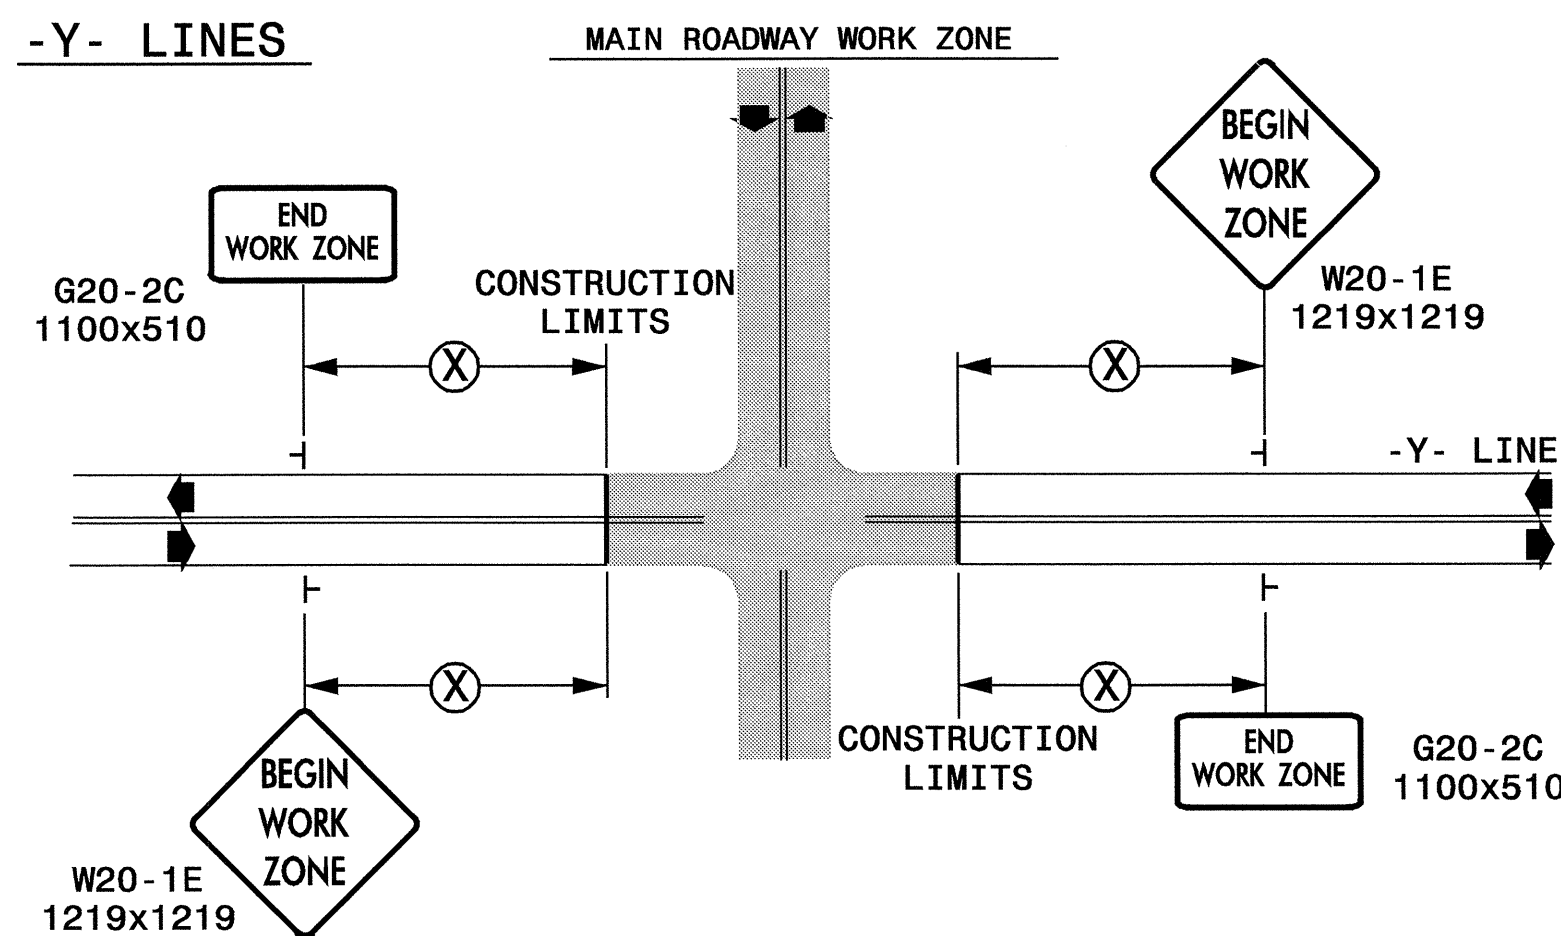 -Y- LINES
MAIN ROADWAY WORK ZONE
BEGIN
WORK
ZONE
END
WORK ZONE
G20-2C
1100x510
CONSTRUCTION
LIMITS
W20-1E
1219x1219
X
X
-Y- LINE
X
X
CONSTRUCTION
LIMITS
END
WORK ZONE
G20-2C
1100x510
BEGIN
WORK
ZONE
W20-1E
1219x1219